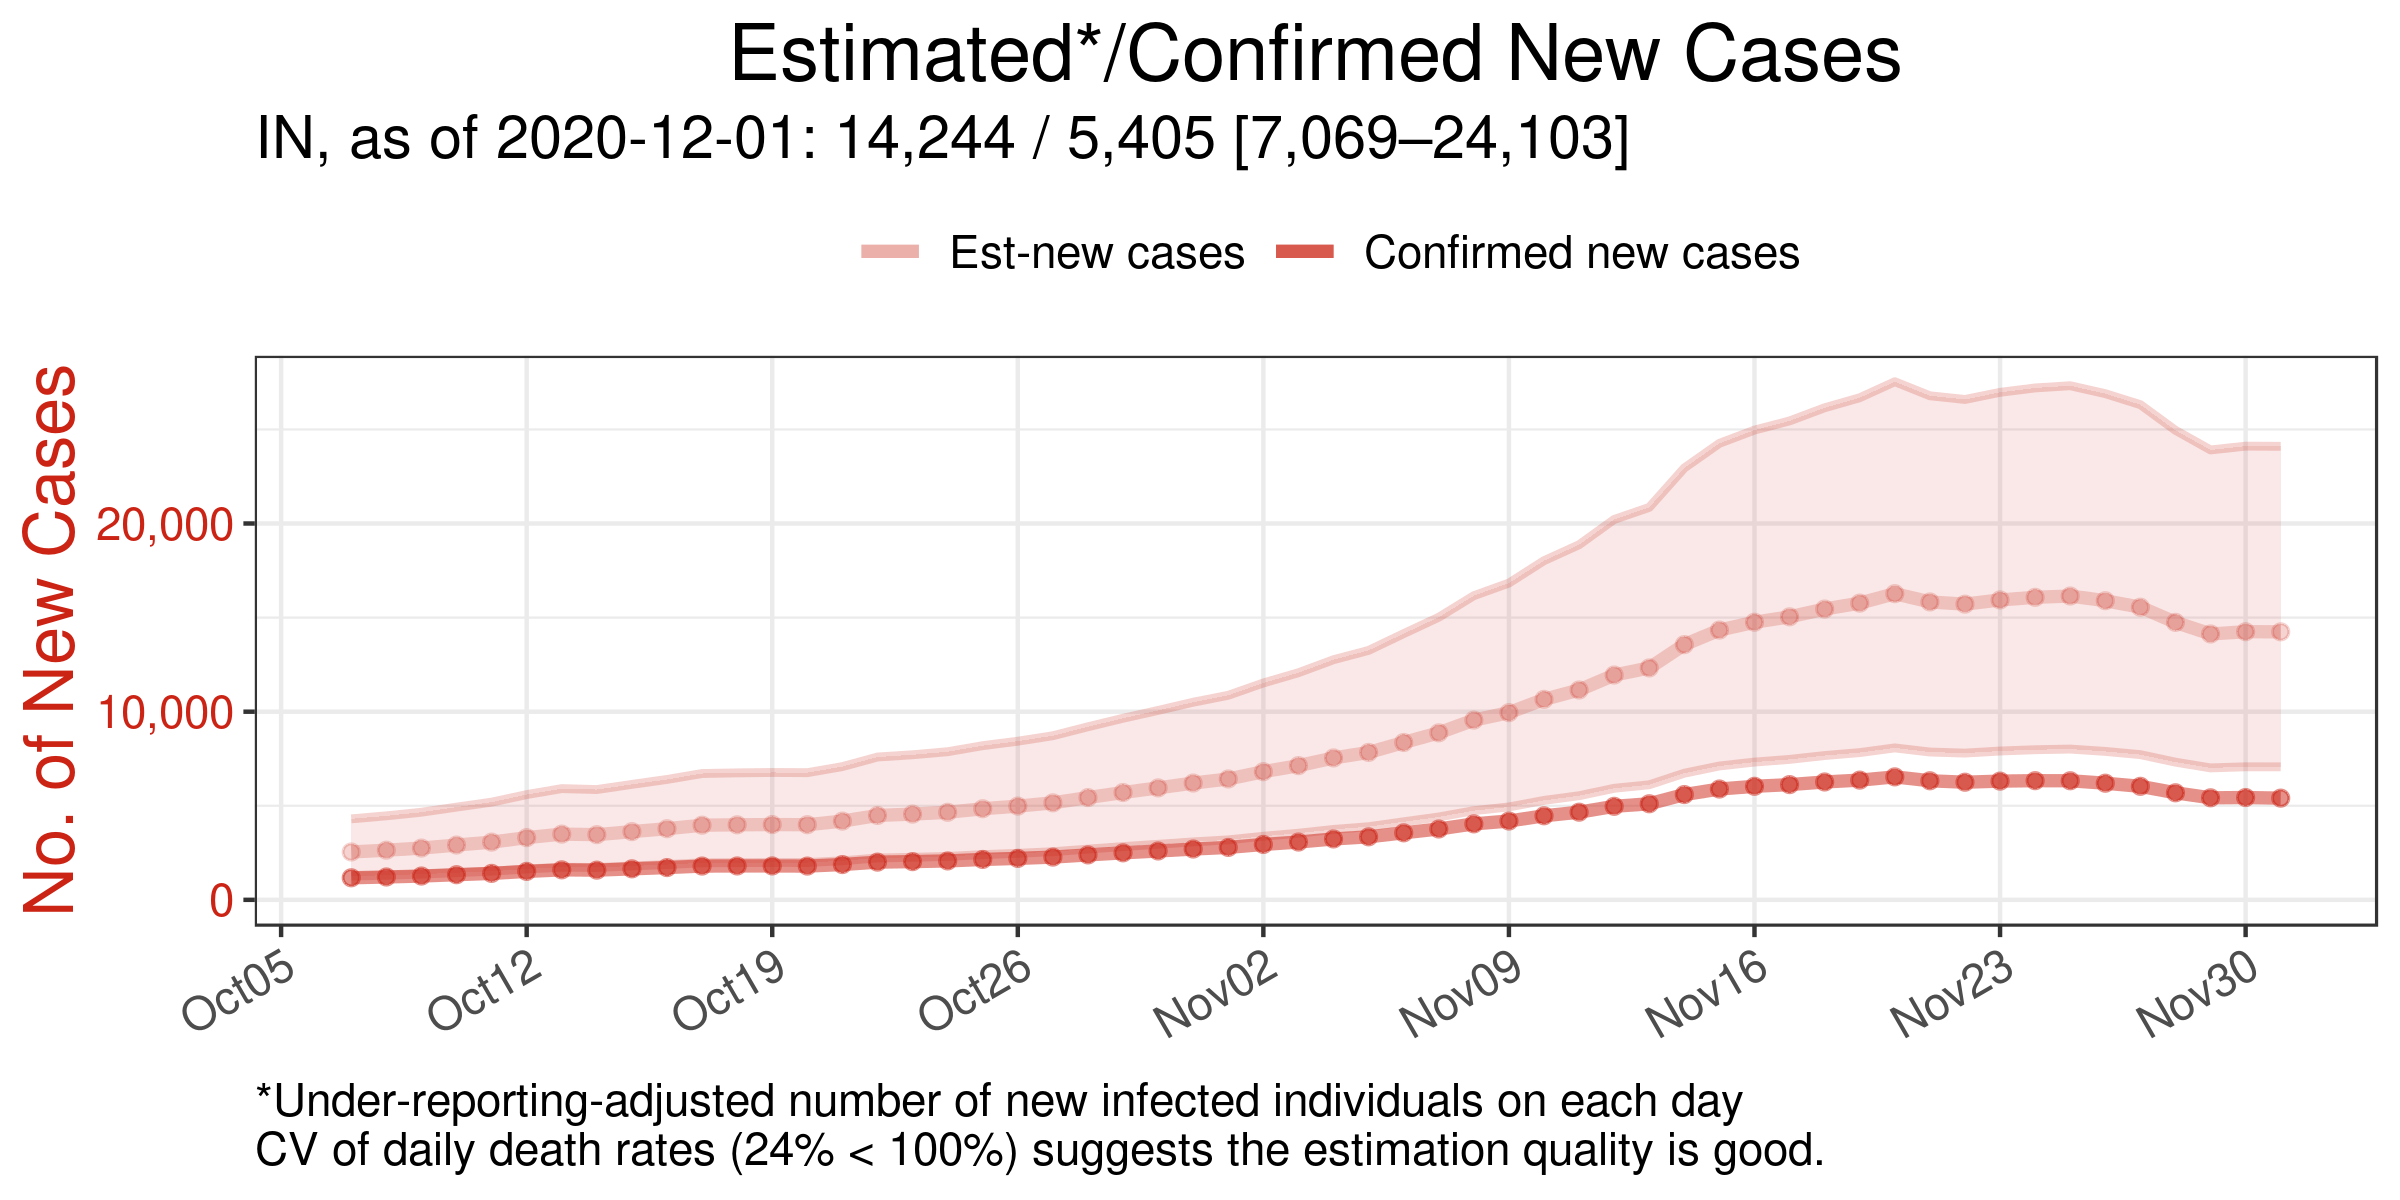 Estimated*/Confirmed New Cases
IN, as of 2020-12-01: 14,244 / 5,405 [7,069–24,103]
Est-new cases
Confirmed new cases
No. of New Cases
20,000
10,000
0
Oct05
Oct12
Oct19
Oct26
Nov02
Nov09
Nov16
Nov23
Nov30
*Under-reporting-adjusted number of new infected individuals on each day
CV of daily death rates (24% < 100%) suggests the estimation quality is good.